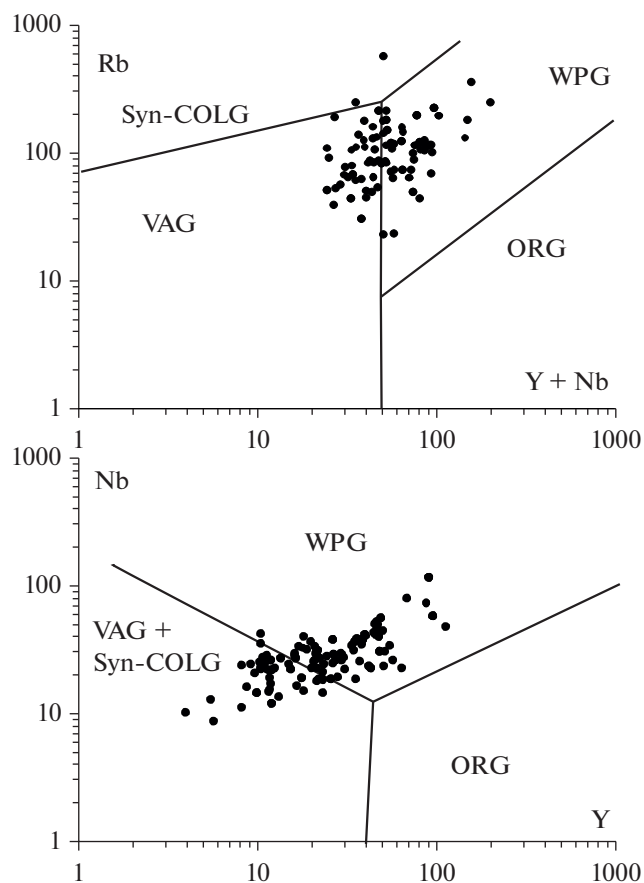 1000
Rb
WPG
Syn-COLG
100
VAG
ORG
10
Y + Nb
1
1 10 100 1000
1000
Nb
WPG
100
VAG +
Syn-COLG
10
ORG
Y
1
1 10 100 1000